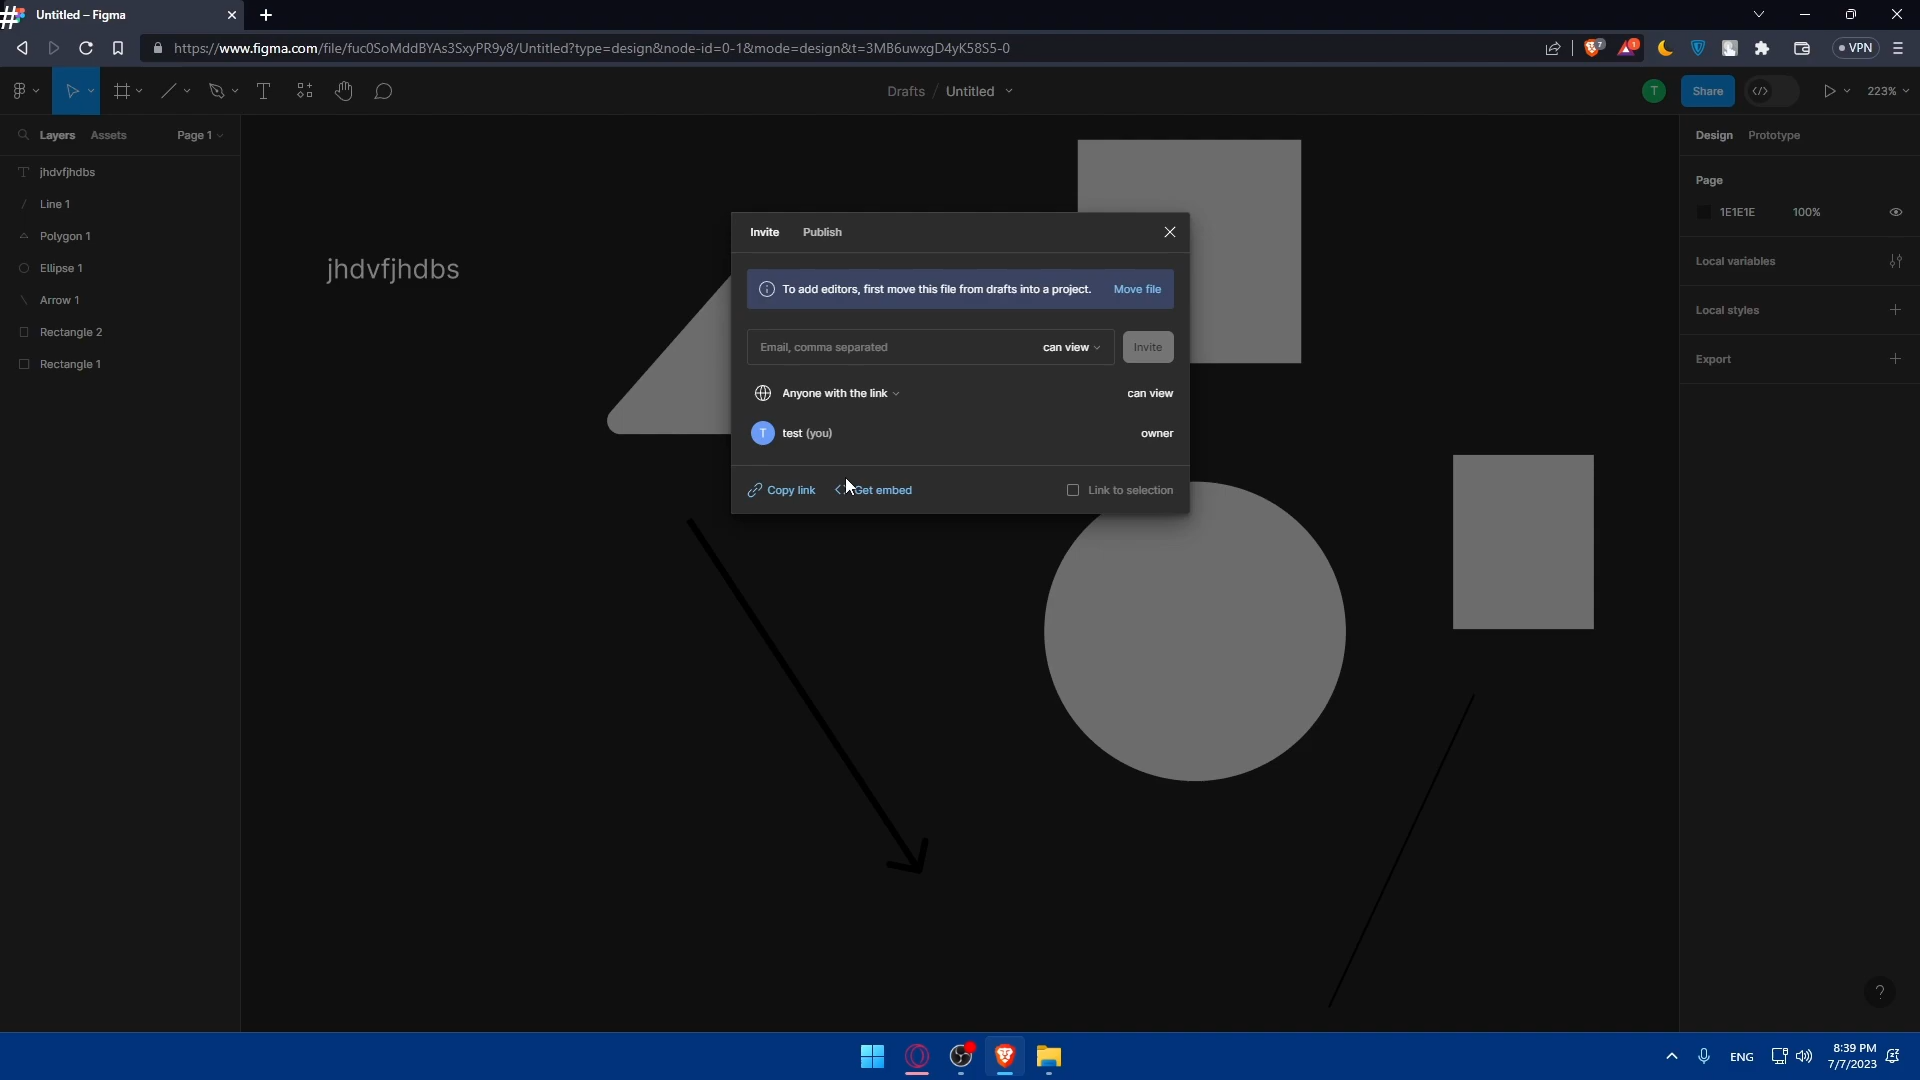 Untitled – Figma
https://www.figma.com/file/fuc0SoMddBYAs3SxyPR9y8/Untitled?type=design&node-id=0-1&mode=design&t=3MB6uwxgD4yK58S5-0
7
1
VPN
Drafts / Untitled
T
Share
223%
Layers
Assets
Page 1
Design
Prototype
jhdvfjhdbs
Line 1
Polygon 1
Ellipse 1
Arrow 1
Rectangle 2
Rectangle 1
jhdvfjhdbs
Invite
Publish
To add editors, first move this file from drafts into a project.
Move file
Email, comma separated
can view
Invite
Anyone with the link
can view
T
test (you)
owner
Copy link
Get embed
Link to selection
Page
1E1E1E
100%
Local variables
Local styles
Export
?
ENG
8:39 PM
7/7/2023